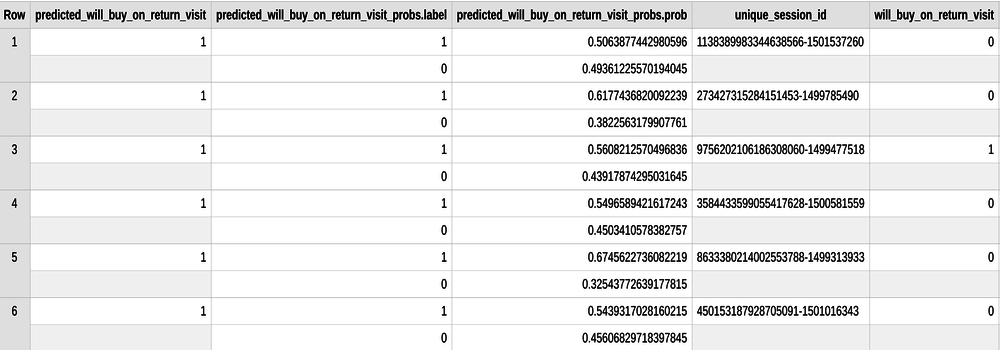 Row predicted_will_buy_on_return_visit predicted_will_buy_on_return_visit_probs.label predicted_will_buy_on_return_visit_probs.prob unique_session_id will_buy_on_return_visit
1 1 1 0.5063877442980596 1138389983344638566-1501537260 0
0 0.49361225570194045
2 1 1 0.6177436820092239 273427315284151453-1499785490 0
0 0.3822563179907761
3 1 1 0.5608212570496836 9756202106186308060-1499477518 1
0 0.43917874295031645
4 1 1 0.5496589421617243 3584433599055417628-1500581559 0
0 0.4503410578382757
5 1 1 0.6745622736082219 8633380214002553788-1499313933 0
0 0.32543772639177815
6 1 1 0.5439317028160215 450153187928705091-1501016343 0
0 0.45606829718397845